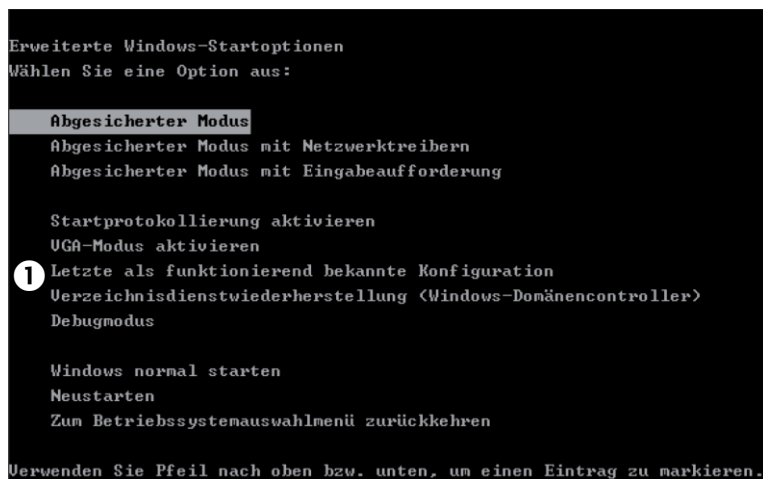 Erweiterte Windows-Startoptionen
Wählen Sie eine Option aus:
Abgesicherter Modus
Abgesicherter Modus mit Netzwerktreibern
Abgesicherter Modus mit Eingabeaufforderung
Startprotokollierung aktivieren
VGA-Modus aktivieren
1 Letzte als funktionierend bekannte Konfiguration
Verzeichnisdienstwiederherstellung (Windows-Domänencontroller)
Debugmodus
Windows normal starten
Neustarten
Zum Betriebssystemauswahlmenü zurückkehren
Verwenden Sie Pfeil nach oben bzw. unten, um einen Eintrag zu markieren.